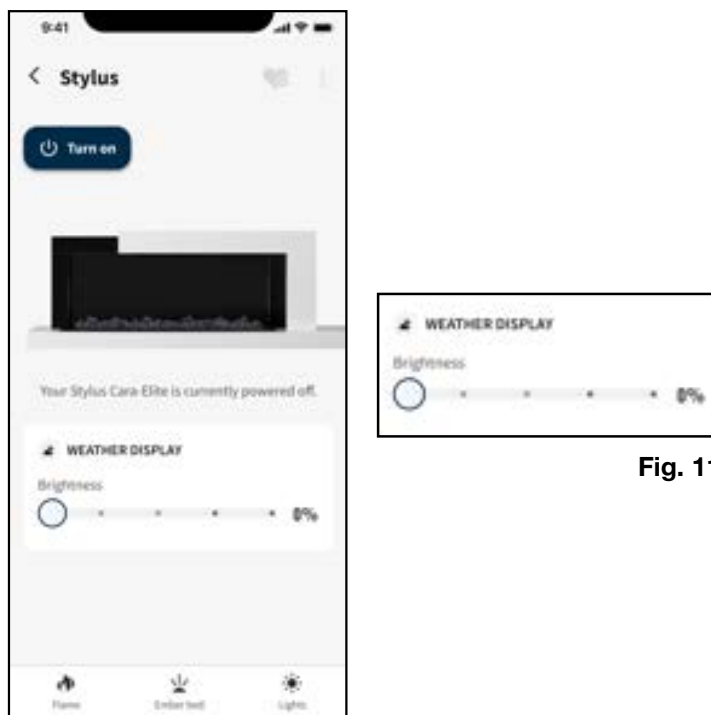 9:41
Stylus
Turn on
Your Stylus Cara Elite is currently powered off.
WEATHER DISPLAY
Brightness
0%
Flame
Ember bed
Lights
WEATHER DISPLAY
Brightness
0%
Fig. 11